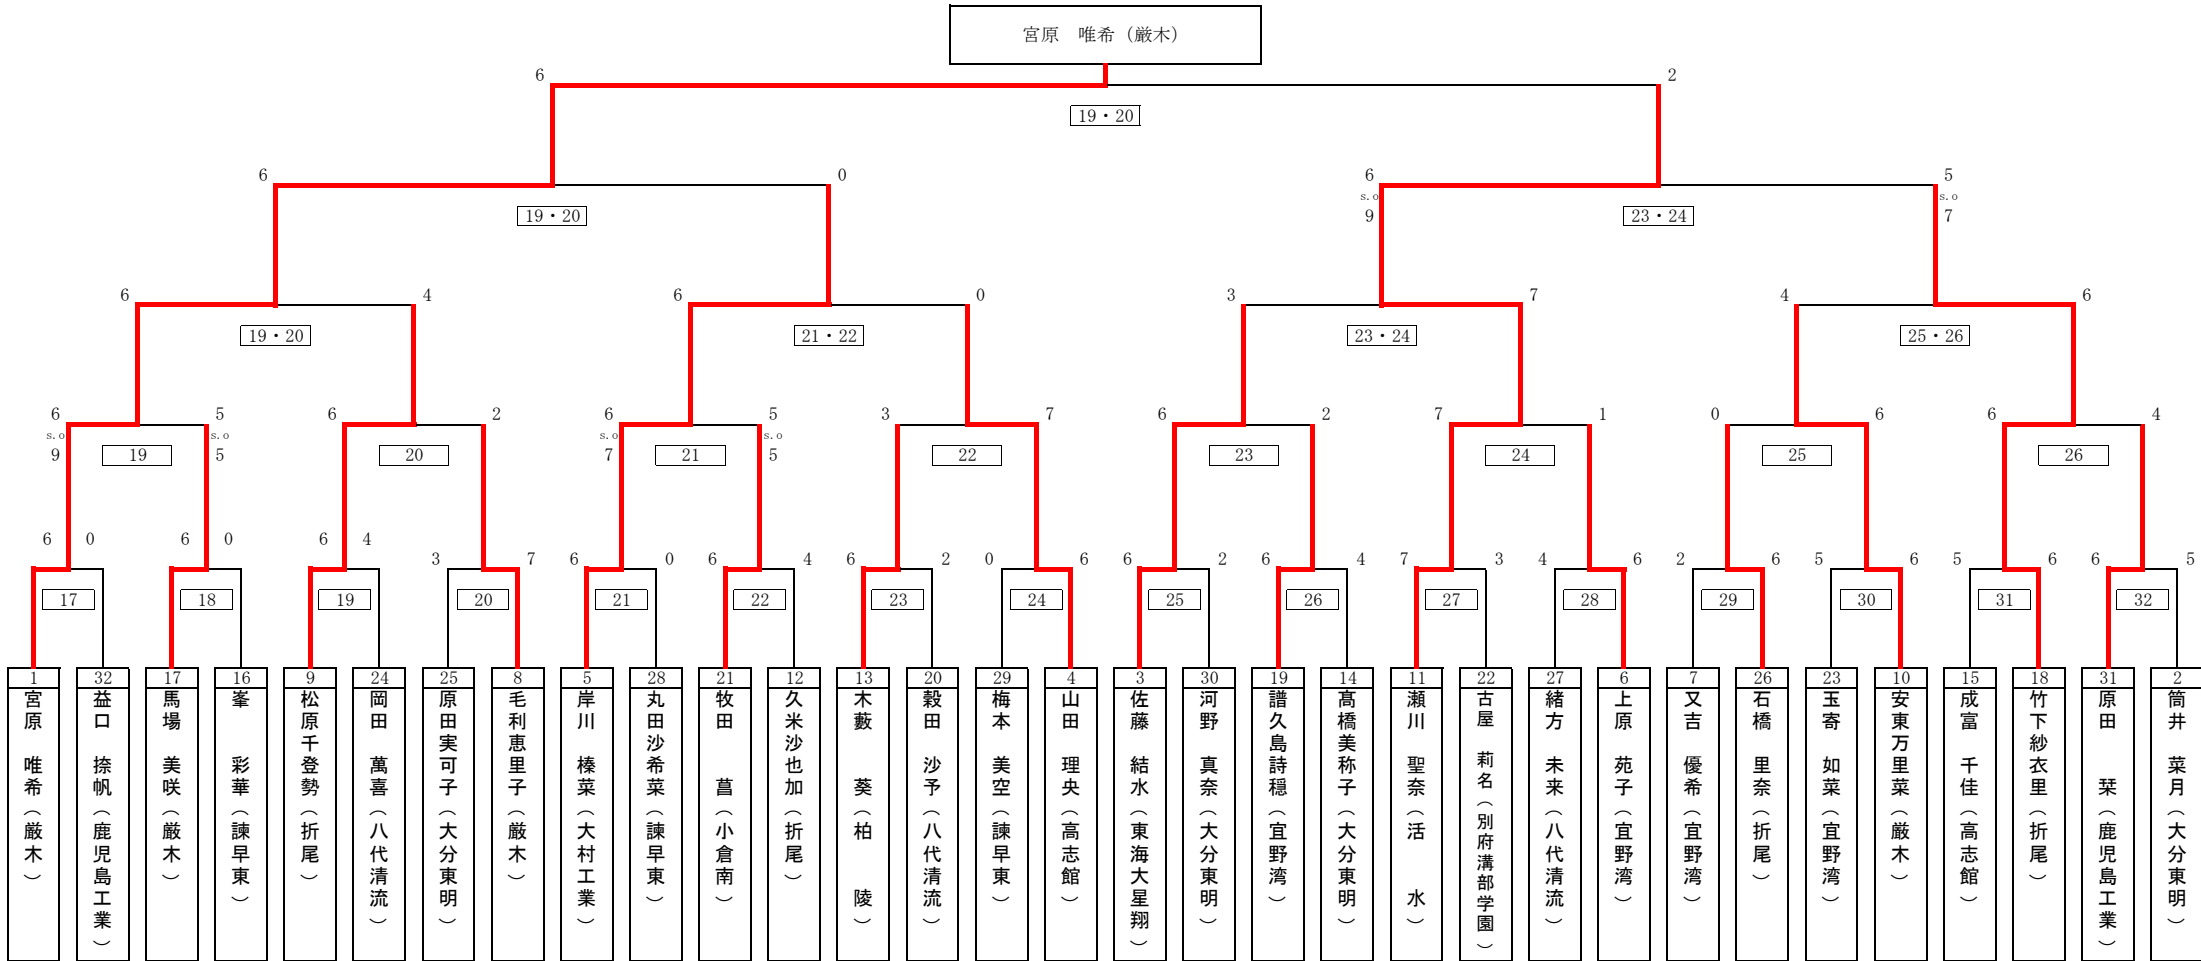 宮原　唯希（厳木）
6 2
19・20
6 0 6 5
s.o s.o
9 7
19・20 23・24
6 4 6 0 3 7 4 6
19・20 21・22 23・24 25・26
6 5 6 2 6 5 3 7 6 2 7 1 0 6 6 4
s.o s.o s.o s.o
9 5 7 5
19 20 21 22 23 24 25 26
6 0 6 0 6 4
3 7 6 0 6 4 6 2 0 6 6 2 6 4 7 3 4 6 2 6 5 6 5 6 6 5
17 18 19 20 21 22 23 24 25 26 27 28 29 30 31 32
1 宮原　唯希（厳木）
32 益口　捺帆（鹿児島工業）
17 馬場　美咲（厳木）
16 峯　彩華（諫早東）
9 松原千登勢（折尾）
24 岡田　萬喜（八代清流）
25 原田実可子（大分東明）
8 毛利恵里子（厳木）
5 岸川　榛菜（大村工業）
28 丸田沙希菜（諫早東）
21 牧田　菖（小倉南）
12 久米沙也加（折尾）
13 木藪　葵（柏　陵）
20 穀田　沙予（八代清流）
29 梅本　美空（諫早東）
4 山田　理央（高志館）
3 佐藤　結水（東海大星翔）
30 河野　真奈（大分東明）
19 譜久島詩穏（宜野湾）
14 髙橋美称子（大分東明）
11 瀬川　聖奈（活　水）
22 古屋　莉名（別府溝部学園）
27 緒方　未来（八代清流）
6 上原　苑子（宜野湾）
7 又吉　優希（宜野湾）
26 石橋　里奈（折尾）
23 玉寄　如菜（宜野湾）
10 安東万里菜（厳木）
15 成富　千佳（高志館）
18 竹下紗衣里（折尾）
31 原田　栞（鹿児島工業）
2 筒井　菜月（大分東明）